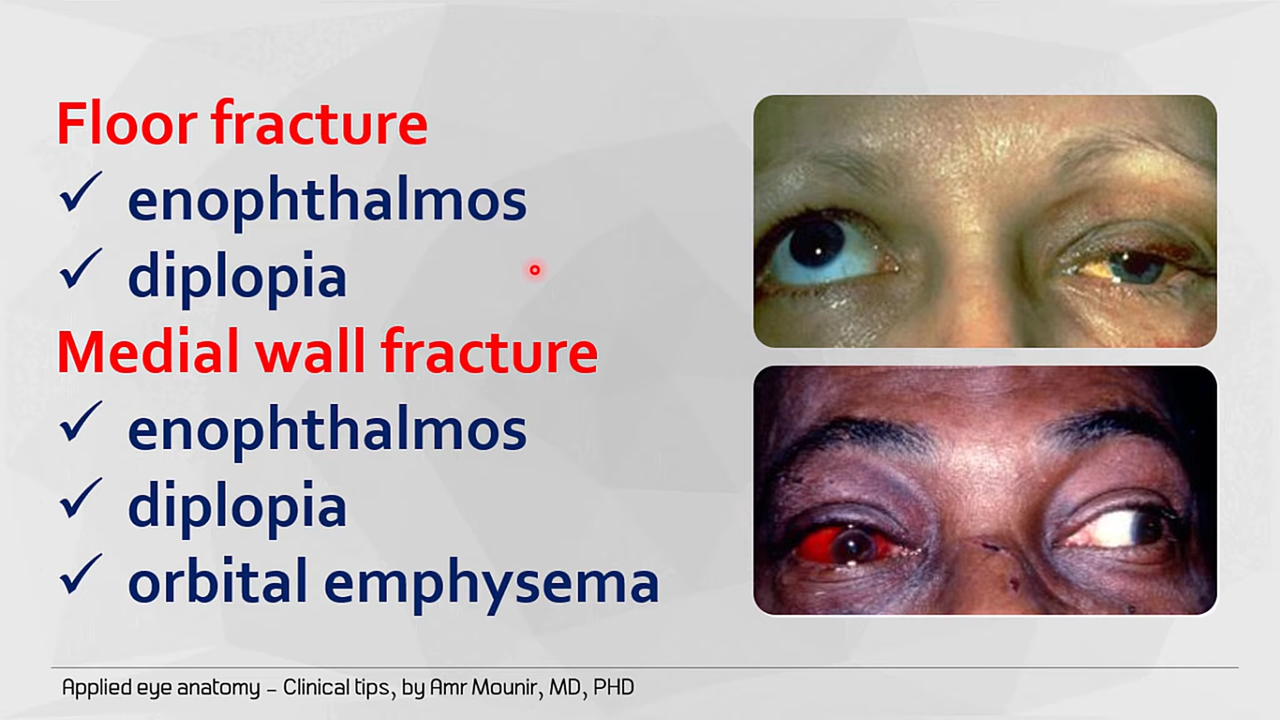 Floor fracture
✓ enophthalmos
✓ diplopia
Medial wall fracture
✓ enophthalmos
✓ diplopia
✓ orbital emphysema
Applied eye anatomy – Clinical tips, by Amr Mounir, MD, PHD